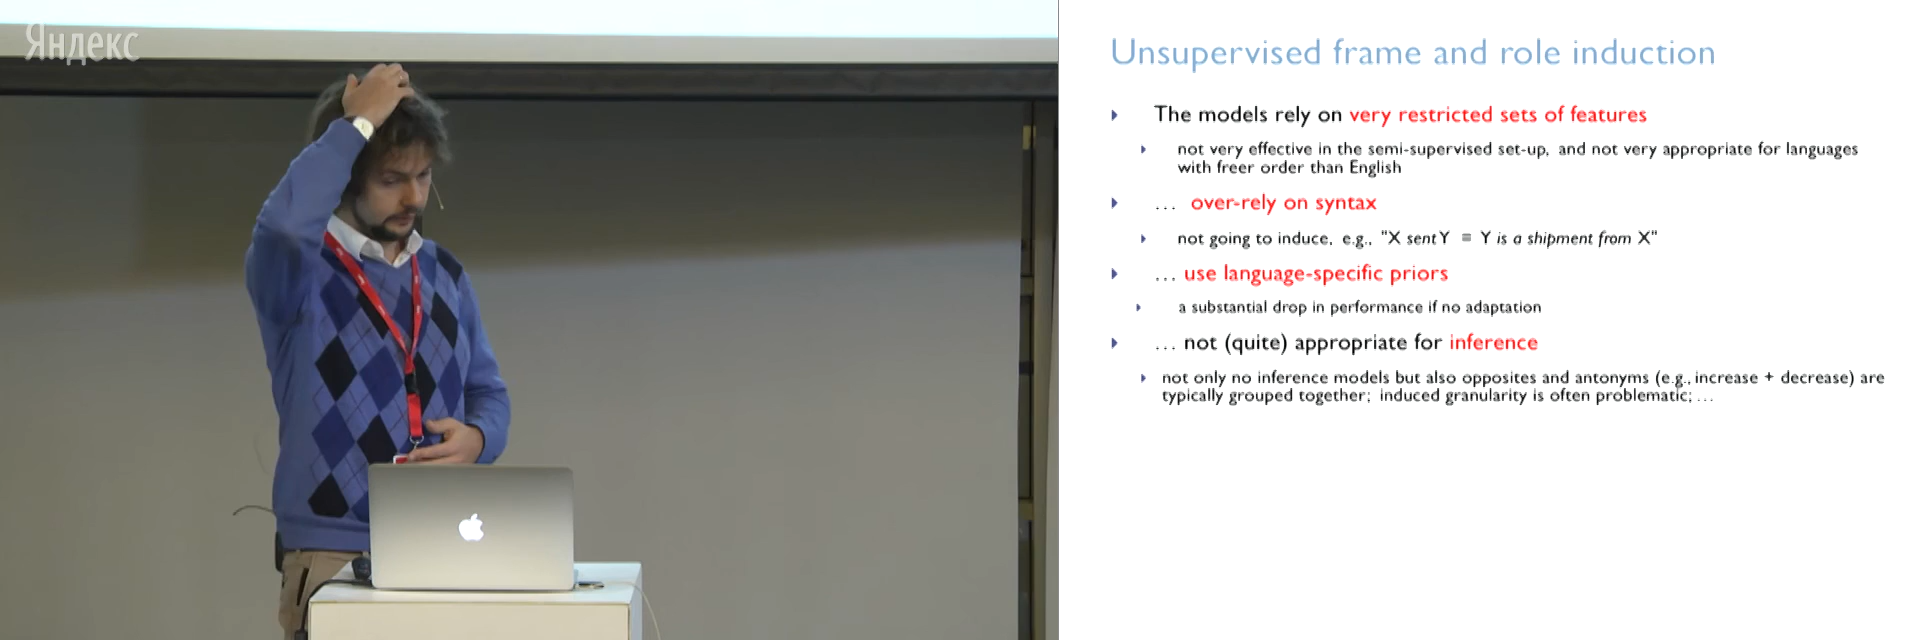 Яндекс
Unsupervised frame and role induction
The models rely on very restricted sets of features
not very effective in the semi-supervised set-up, and not very appropriate for languages
with freer order than English
... over-rely on syntax
not going to induce, e.g., "X sent Y = Y is a shipment from X"
... use language-specific priors
a substantial drop in performance if no adaptation
... not (quite) appropriate for inference
not only no inference models but also opposites and antonyms (e.g., increase + decrease) are
typically grouped together; induced granularity is often problematic; ...